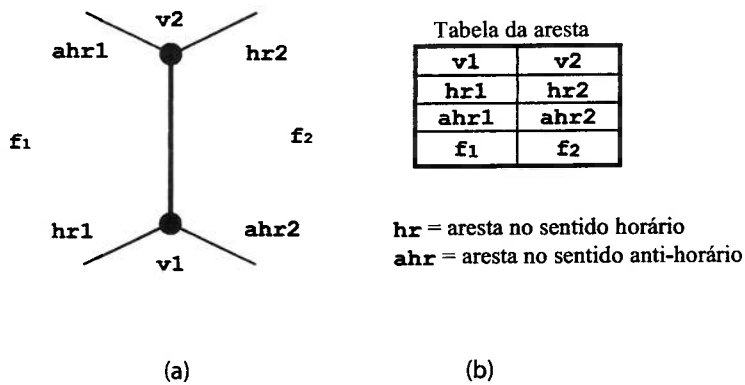 v2
ahr1
hr2
f1
f2
hr1
ahr2
v1
(a)
Tabela da aresta
v1 v2
hr1 hr2
ahr1 ahr2
f1 f2
hr = aresta no sentido horário
ahr = aresta no sentido anti-horário
(b)